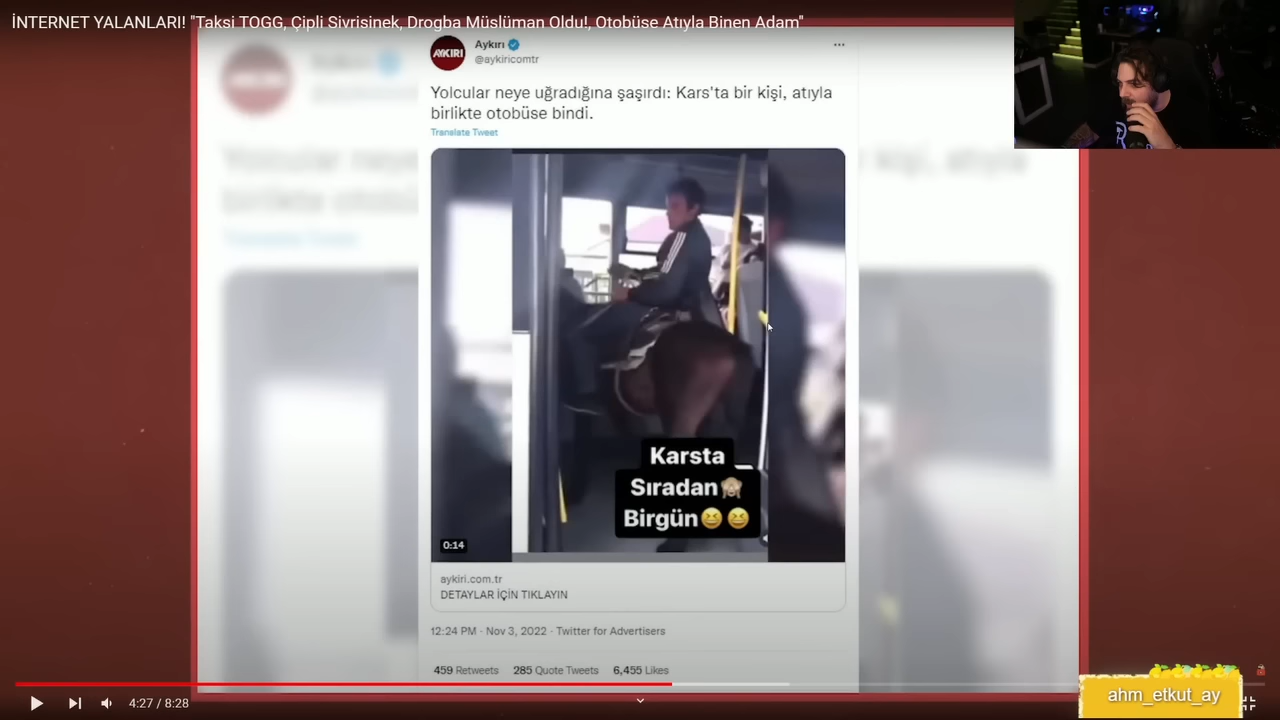 İNTERNET YALANLARI! "Taksi TOGG, Çipli Sivrisinek, Drogba Müslüman Oldu!, Otobüse Atıyla Binen Adam"
AYKIRI
Aykırı
@aykiricomtr
Yolcular neye uğradığına şaşırdı: Kars'ta bir kişi, atıyla
birlikte otobüse bindi.
Translate Tweet
Karsta
Sıradan🙈
Birgün😆😆
0:14
aykiri.com.tr
DETAYLAR İÇİN TIKLAYIN
12:24 PM · Nov 3, 2022 · Twitter for Advertisers
459 Retweets 285 Quote Tweets 6,455 Likes
4:27 / 8:28
ahm_etkut_ay